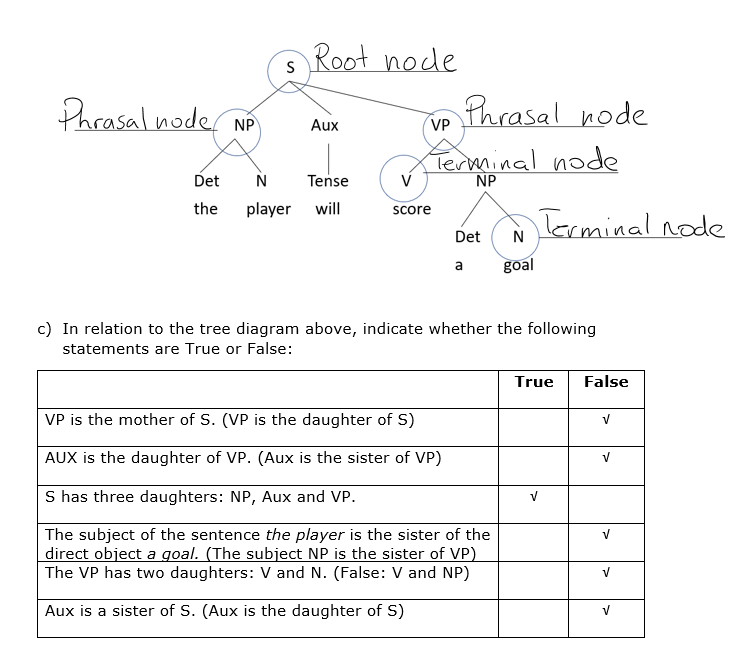 S Root node
Phrasal node NP Aux VP Phrasal node
Terminal node
Det N Tense V NP
the player will score
Det N Terminal node
a goal
c) In relation to the tree diagram above, indicate whether the following
statements are True or False:
True False
VP is the mother of S. (VP is the daughter of S) √
AUX is the daughter of VP. (Aux is the sister of VP) √
S has three daughters: NP, Aux and VP. √
The subject of the sentence the player is the sister of the √
direct object a goal. (The subject NP is the sister of VP)
The VP has two daughters: V and N. (False: V and NP) √
Aux is a sister of S. (Aux is the daughter of S) √